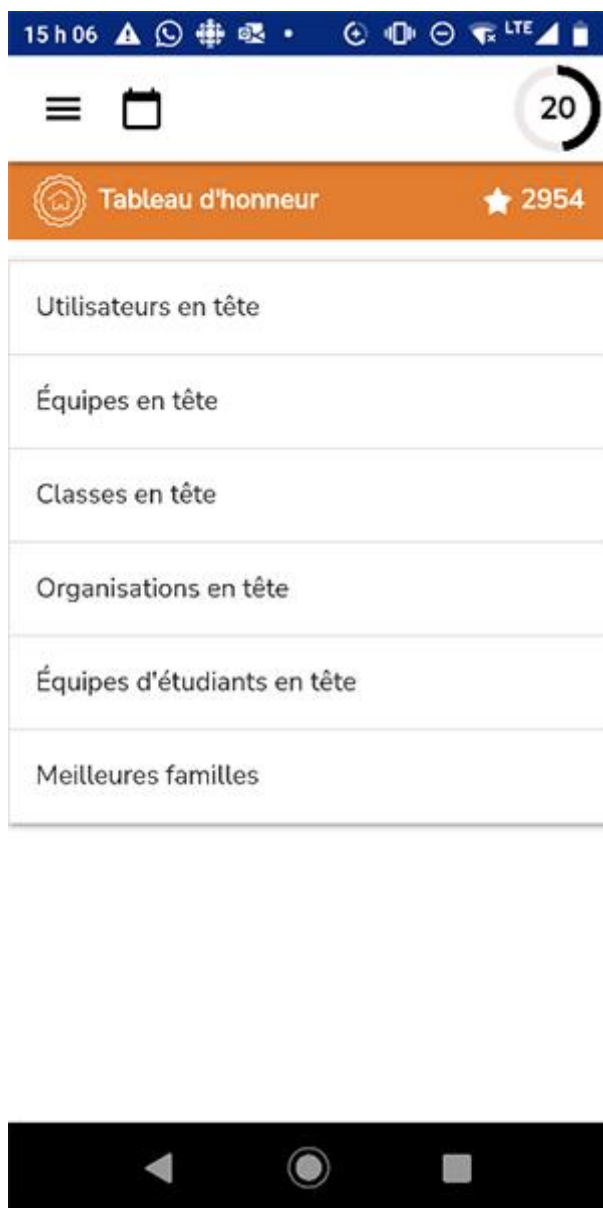 15 h 06 LTE
20
Tableau d'honneur 2954
Utilisateurs en tête
Équipes en tête
Classes en tête
Organisations en tête
Équipes d'étudiants en tête
Meilleures familles